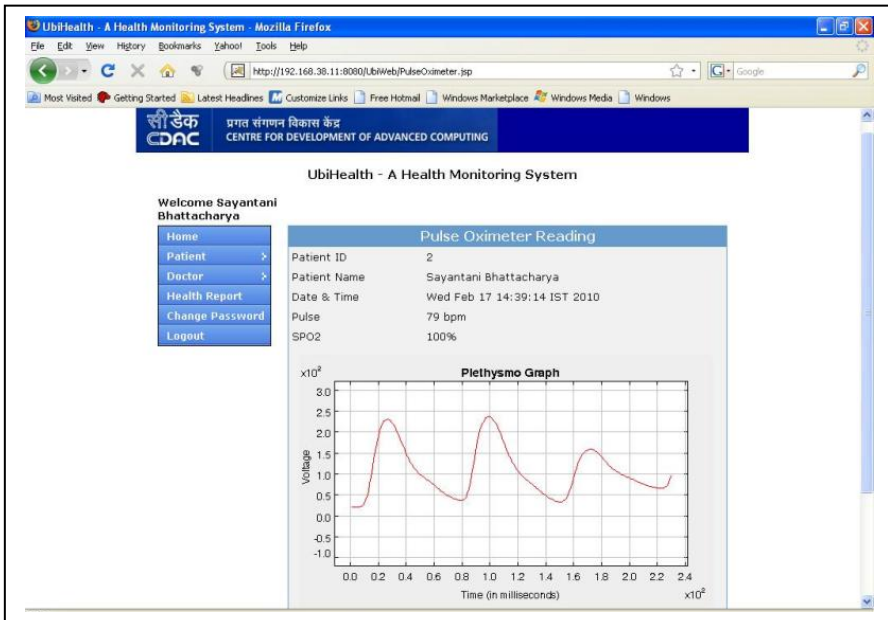 UbiHealth - A Health Monitoring System - Mozilla Firefox
File Edit View History Bookmarks Yahoo! Tools Help
http://192.168.38.11:8080/UbiWeb/PulseOximeter.jsp
Google
Most Visited Getting Started Latest Headlines Customize Links Free Hotmail Windows Marketplace Windows Media Windows
सी डैक
CDAC
प्रगत संगणन विकास केंद्र
CENTRE FOR DEVELOPMENT OF ADVANCED COMPUTING
UbiHealth - A Health Monitoring System
Welcome Sayantani
Bhattacharya
Home
Patient
Doctor
Health Report
Change Password
Logout
Pulse Oximeter Reading
Patient ID 2
Patient Name Sayantani Bhattacharya
Date & Time Wed Feb 17 14:39:14 IST 2010
Pulse 79 bpm
SPO2 100%
x10²
Plethysmo Graph
3.0
2.5
2.0
1.5
1.0
0.5
0.0
-0.5
-1.0
Voltage
0.0 0.2 0.4 0.6 0.8 1.0 1.2 1.4 1.6 1.8 2.0 2.2 2.4
Time (in milliseconds) x10²